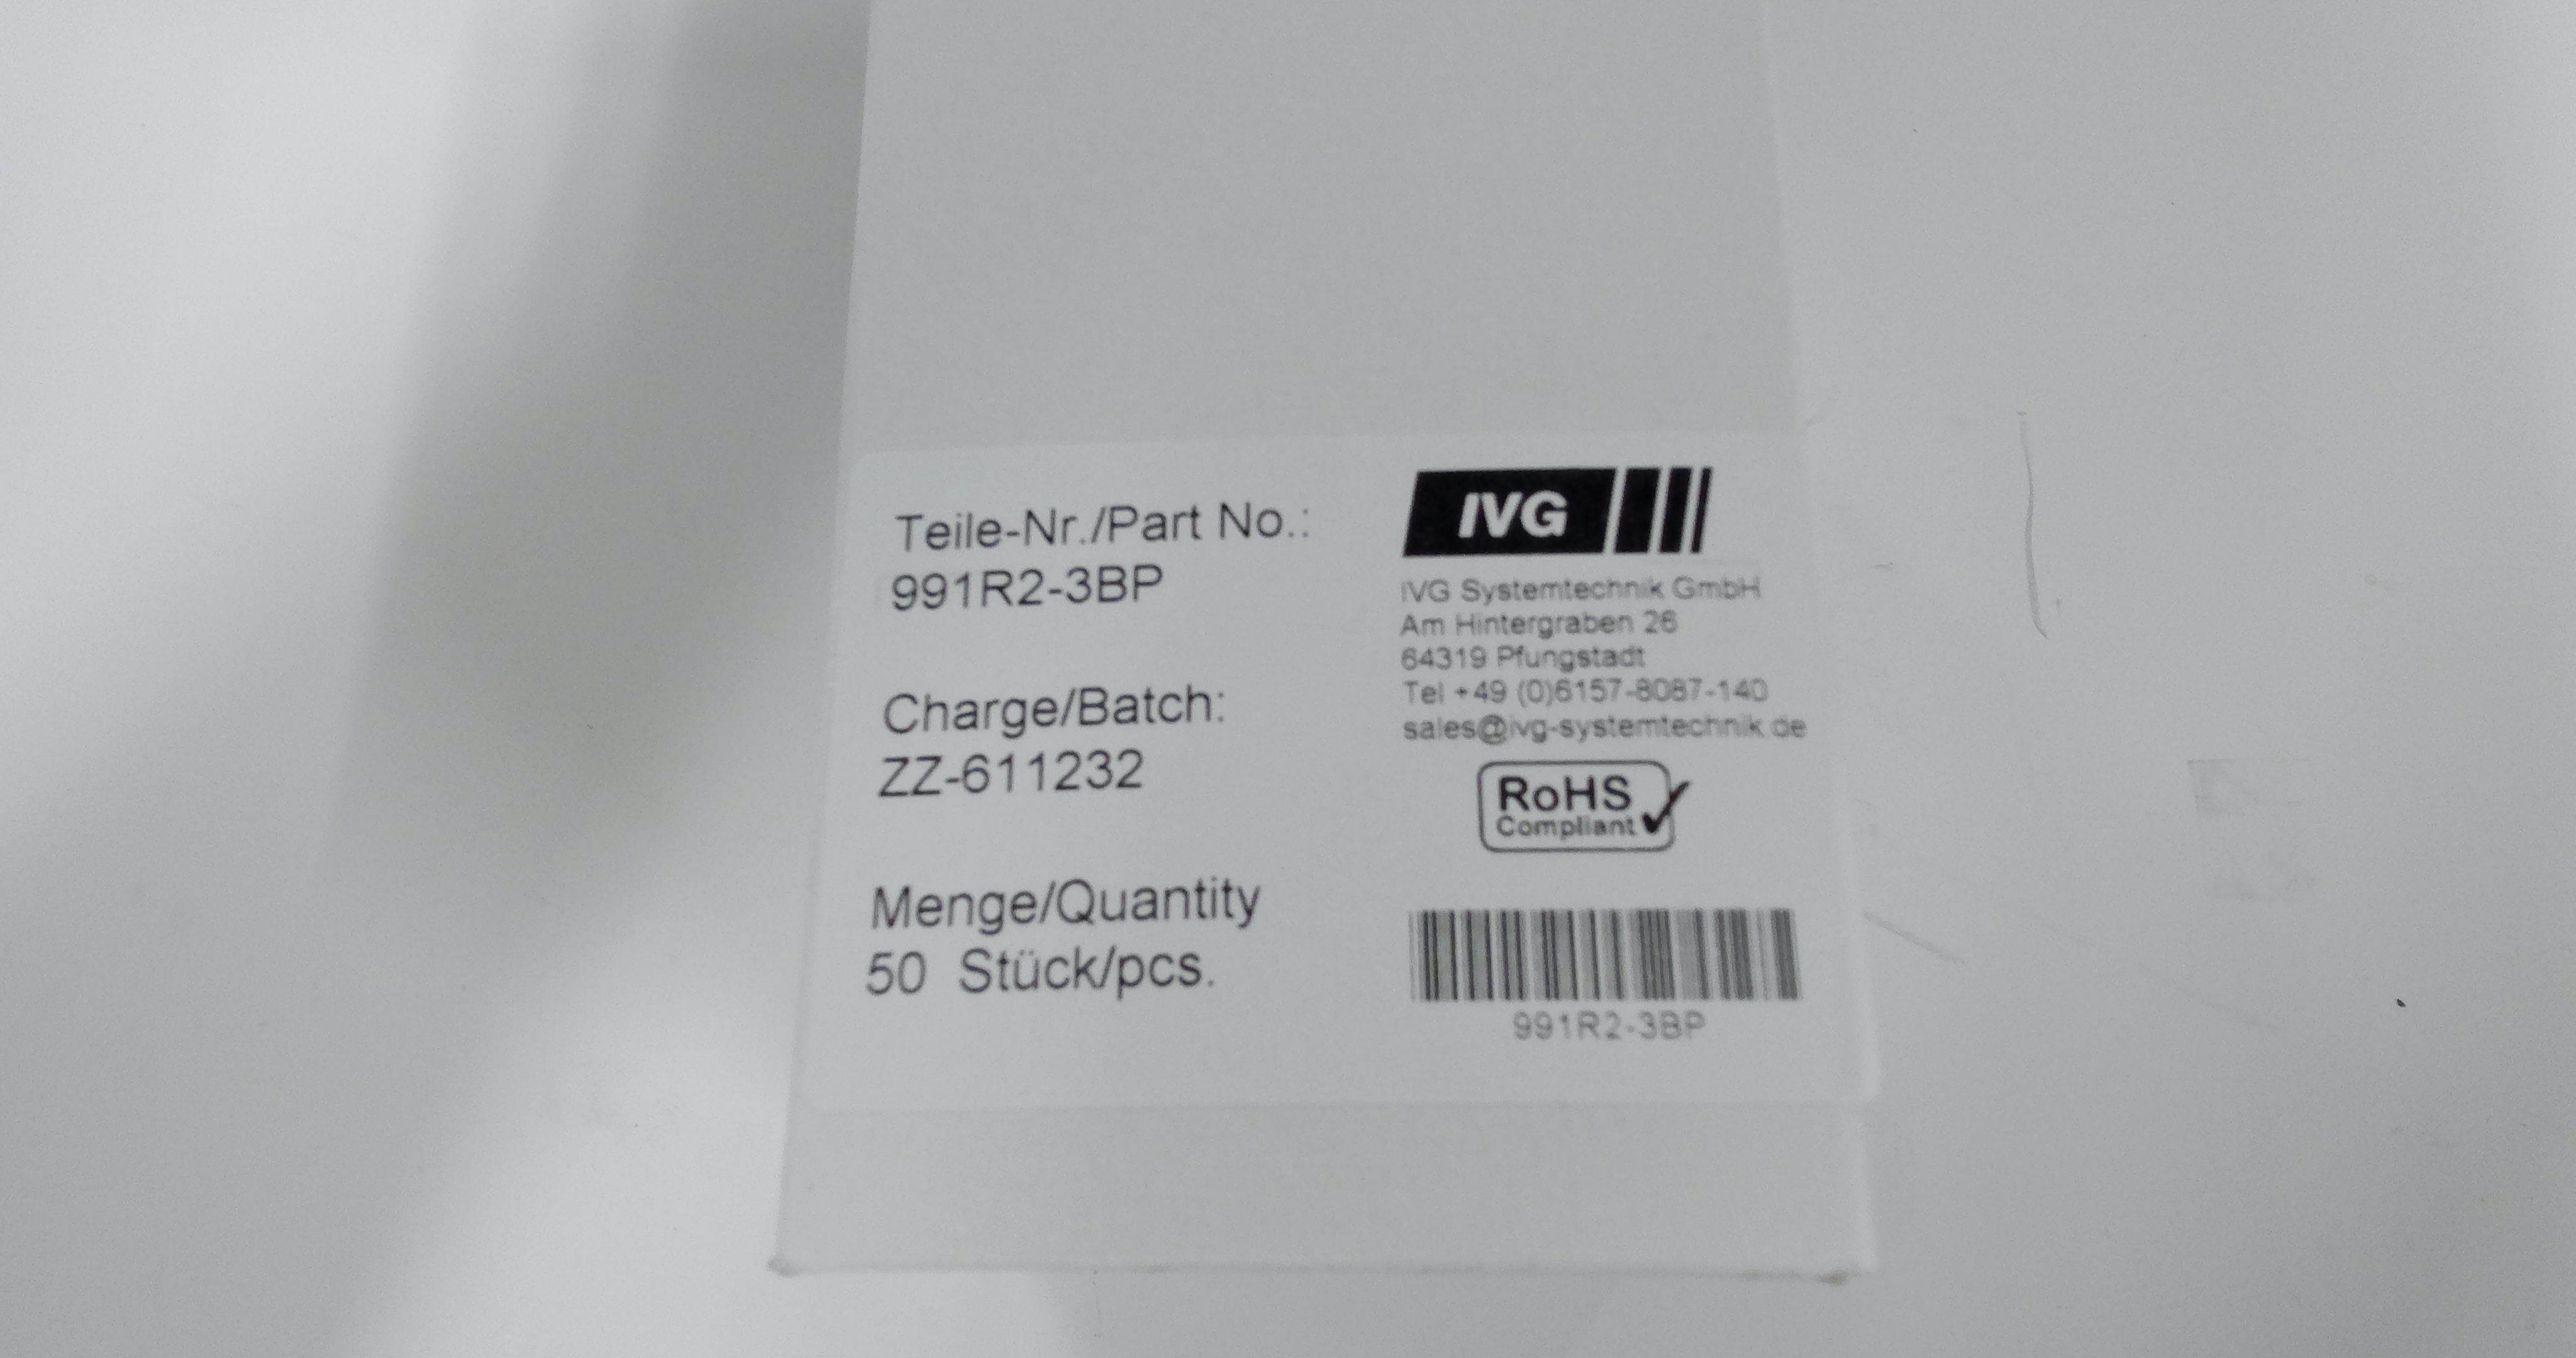 Teile-Nr./Part No.:
991R2-3BP
Charge/Batch:
ZZ-611232
Menge/Quantity
50 Stück/pcs.
IVG
IVG Systemtechnik GmbH
Am Hintergraben 26
64319 Pfungstadt
Tel +49 (0)6157-8087-140
sales@ivg-systemtechnik.de
RoHS
Compliant
991R2-3BP